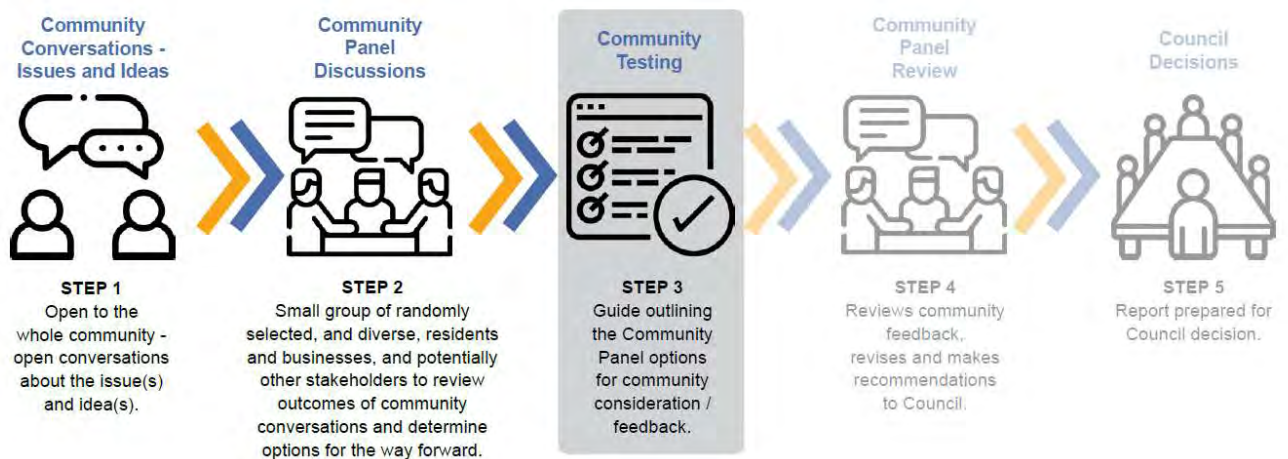 Community
Conversations -
Issues and Ideas
STEP 1
Open to the
whole community -
open conversations
about the issue(s)
and idea(s).
Community
Panel
Discussions
STEP 2
Small group of randomly
selected, and diverse, residents
and businesses, and potentially
other stakeholders to review
outcomes of community
conversations and determine
options for the way forward.
Community
Testing
STEP 3
Guide outlining
the Community
Panel options
for community
consideration /
feedback.
Community
Panel
Review
STEP 4
Reviews community
feedback,
revises and makes
recommendations
to Council.
Council
Decisions
STEP 5
Report prepared for
Council decision.